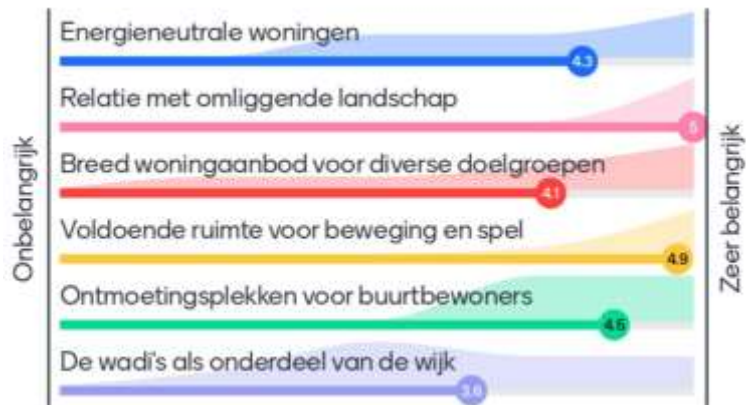 Onbelangrijk
Energieneutrale woningen
4.3
Relatie met omliggende landschap
5
Breed woningaanbod voor diverse doelgroepen
4.1
Voldoende ruimte voor beweging en spel
4.9
Ontmoetingsplekken voor buurtbewoners
4.5
De wadi's als onderdeel van de wijk
3.6
Zeer belangrijk